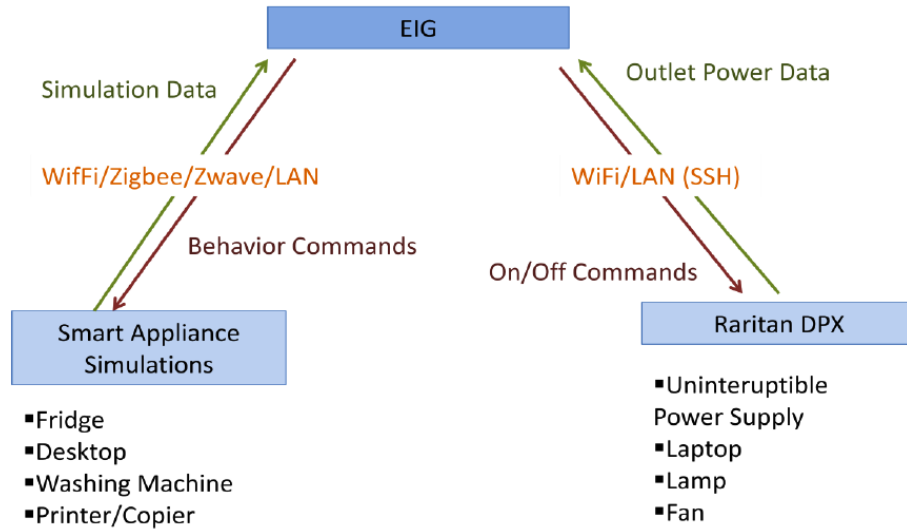 EIG
Simulation Data
Outlet Power Data
WifFi/Zigbee/Zwave/LAN
WiFi/LAN (SSH)
Behavior Commands
On/Off Commands
Smart Appliance
Simulations
Raritan DPX
▪Fridge
▪Desktop
▪Washing Machine
▪Printer/Copier
▪Uninteruptible
Power Supply
▪Laptop
▪Lamp
▪Fan